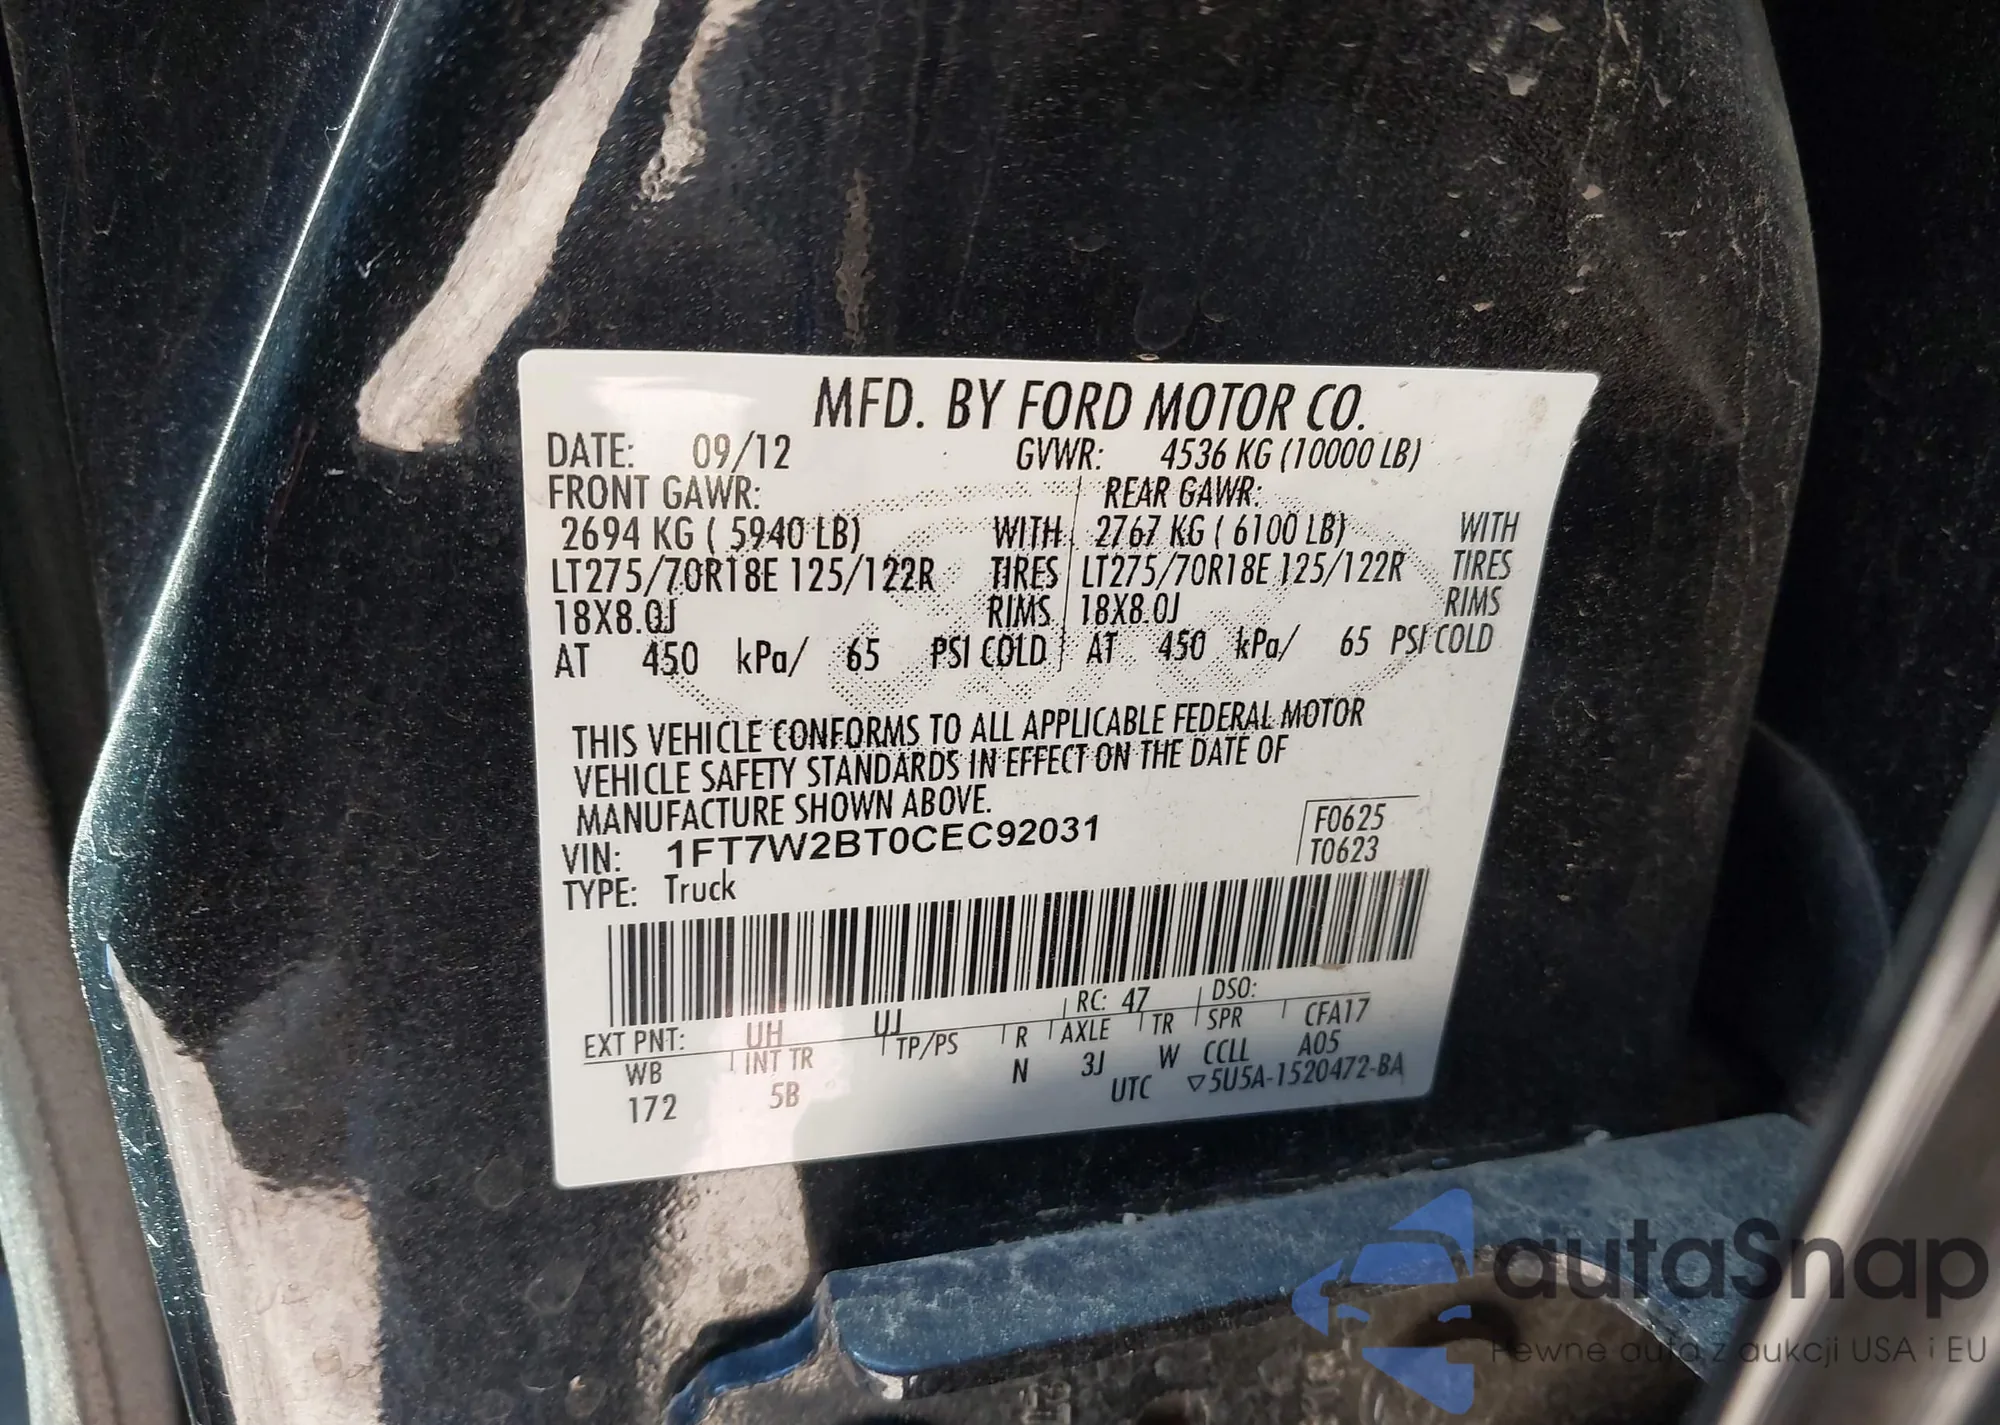 MFD. BY FORD MOTOR CO.
DATE: 09/12 GVWR: 4536 KG (10000 LB)
FRONT GAWR: REAR GAWR:
2694 KG ( 5940 LB) WITH 2767 KG ( 6100 LB) WITH
LT275/70R18E 125/122R TIRES LT275/70R18E 125/122R TIRES
18X8.0J RIMS 18X8.0J RIMS
AT 450 kPa/ 65 PSI COLD AT 450 kPa/ 65 PSI COLD
THIS VEHICLE CONFORMS TO ALL APPLICABLE FEDERAL MOTOR
VEHICLE SAFETY STANDARDS IN EFFECT ON THE DATE OF
MANUFACTURE SHOWN ABOVE.
VIN: 1FT7W2BT0CEC92031 F0625
TYPE: Truck T0623
EXT PNT: UH UJ RC: 47 DSO:
WB INT TR TP/PS R AXLE TR SPR CFA17
172 5B N 3J W CCLL A05
UTC ▽5U5A-1520472-BA
autaSnap
Pewne auta z aukcji USA i EU